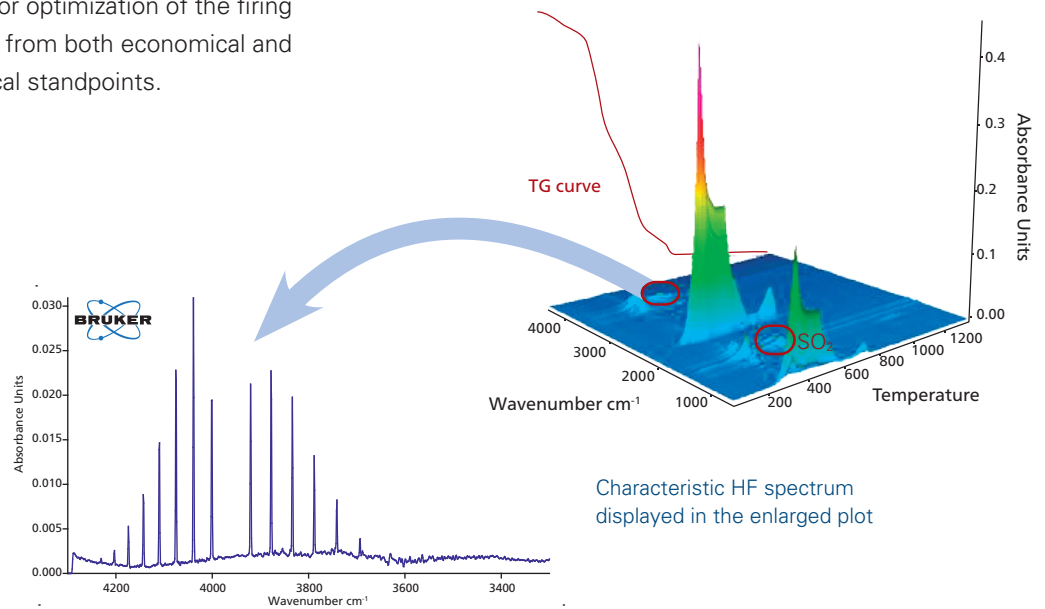 or optimization of the firing
from both economical and
cal standpoints.
TG curve
0.4
0.3
0.2
0.1
0.00
Absorbance Units
4000
3000
2000
1000
Wavenumber cm-1
200
400
600
800
1000
1200
Temperature
SO2
BRUKER
0.030
0.025
0.020
0.015
0.010
0.005
0.000
Absorbance Units
4200
4000
3800
3600
3400
Wavenumber cm-1
Characteristic HF spectrum
displayed in the enlarged plot